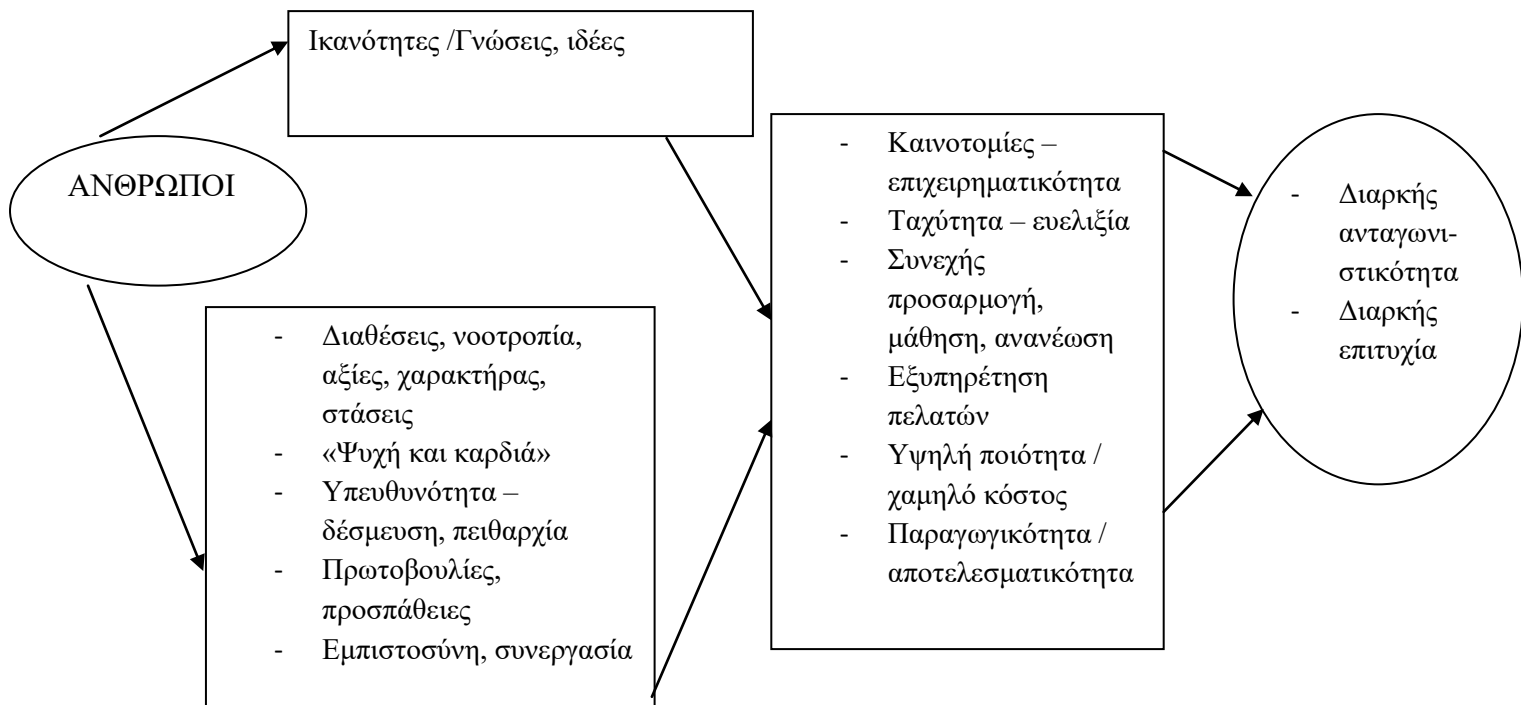 Ικανότητες /Γνώσεις, ιδέες
ΑΝΘΡΩΠΟΙ
- Διαθέσεις, νοοτροπία,
αξίες, χαρακτήρας,
στάσεις
- «Ψυχή και καρδιά»
- Υπευθυνότητα –
δέσμευση, πειθαρχία
- Πρωτοβουλίες,
προσπάθειες
- Εμπιστοσύνη, συνεργασία
- Καινοτομίες –
επιχειρηματικότητα
- Ταχύτητα – ευελιξία
- Συνεχής
προσαρμογή,
μάθηση, ανανέωση
- Εξυπηρέτηση
πελατών
- Υψηλή ποιότητα /
χαμηλό κόστος
- Παραγωγικότητα /
αποτελεσματικότητα
- Διαρκής
ανταγωνι-
στικότητα
- Διαρκής
επιτυχία